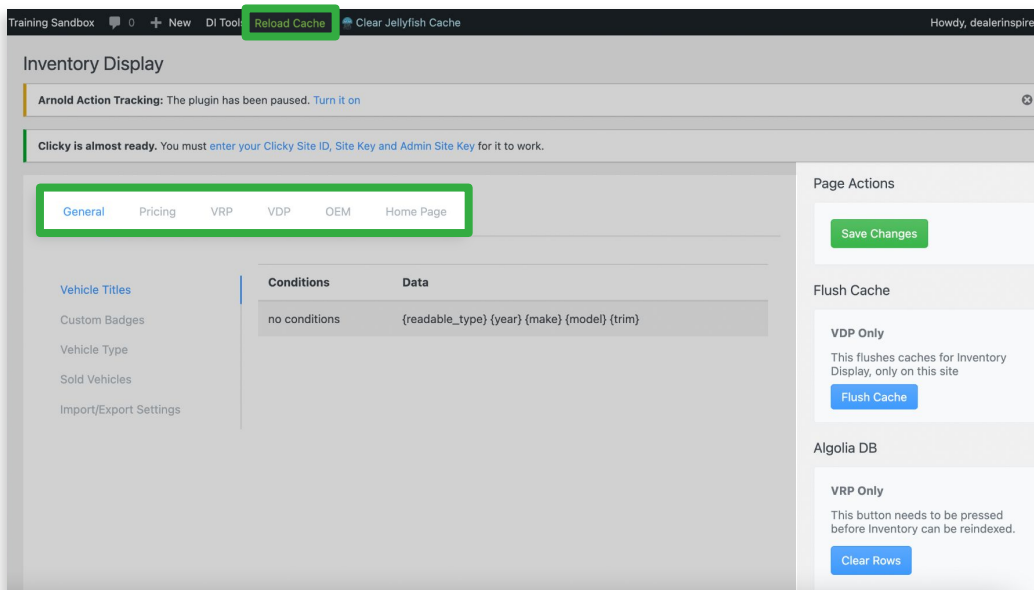 Training Sandbox 0 New DI Tools Reload Cache Clear Jellyfish Cache Howdy, dealerinspire
Inventory Display
Arnold Action Tracking: The plugin has been paused. Turn it on
Clicky is almost ready. You must enter your Clicky Site ID, Site Key and Admin Site Key for it to work.
General Pricing VRP VDP OEM Home Page
Vehicle Titles
Custom Badges
Vehicle Type
Sold Vehicles
Import/Export Settings
Conditions Data
no conditions {readable_type} {year} {make} {model} {trim}
Page Actions
Save Changes
Flush Cache
VDP Only
This flushes caches for Inventory
Display, only on this site
Flush Cache
Algolia DB
VRP Only
This button needs to be pressed
before Inventory can be reindexed.
Clear Rows